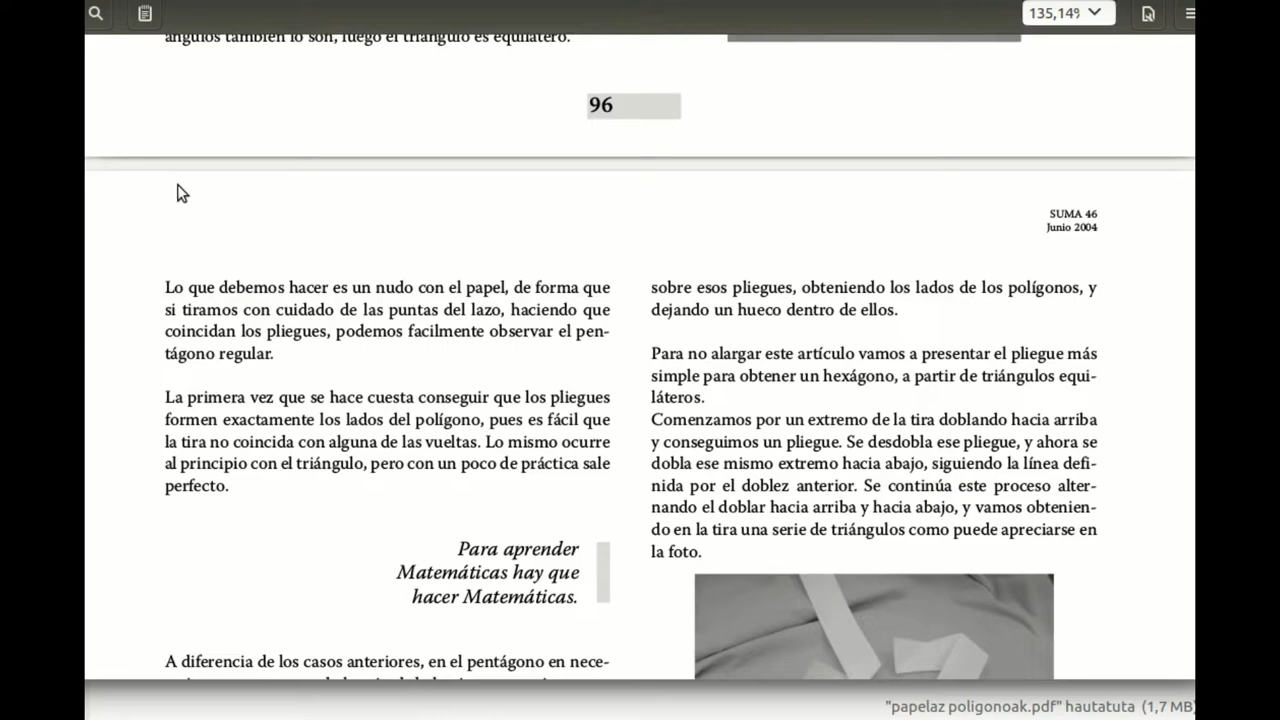 135,149
ángulos también lo son, luego el triángulo es equilátero.
96
SUMA 46
Junio 2004
Lo que debemos hacer es un nudo con el papel, de forma que
si tiramos con cuidado de las puntas del lazo, haciendo que
coincidan los pliegues, podemos facilmente observar el pen-
tágono regular.
La primera vez que se hace cuesta conseguir que los pliegues
formen exactamente los lados del polígono, pues es fácil que
la tira no coincida con alguna de las vueltas. Lo mismo ocurre
al principio con el triángulo, pero con un poco de práctica sale
perfecto.
Para aprender
Matemáticas hay que
hacer Matemáticas.
A diferencia de los casos anteriores, en el pentágono en nece-
sobre esos pliegues, obteniendo los lados de los polígonos, y
dejando un hueco dentro de ellos.
Para no alargar este artículo vamos a presentar el pliegue más
simple para obtener un hexágono, a partir de triángulos equi-
láteros.
Comenzamos por un extremo de la tira doblando hacia arriba
y conseguimos un pliegue. Se desdobla ese pliegue, y ahora se
dobla ese mismo extremo hacia abajo, siguiendo la línea defi-
nida por el doblez anterior. Se continúa este proceso alter-
nando el doblar hacia arriba y hacia abajo, y vamos obtenien-
do en la tira una serie de triángulos como puede apreciarse en
la foto.
"papelaz poligonoak.pdf" hautatuta (1,7 MB)